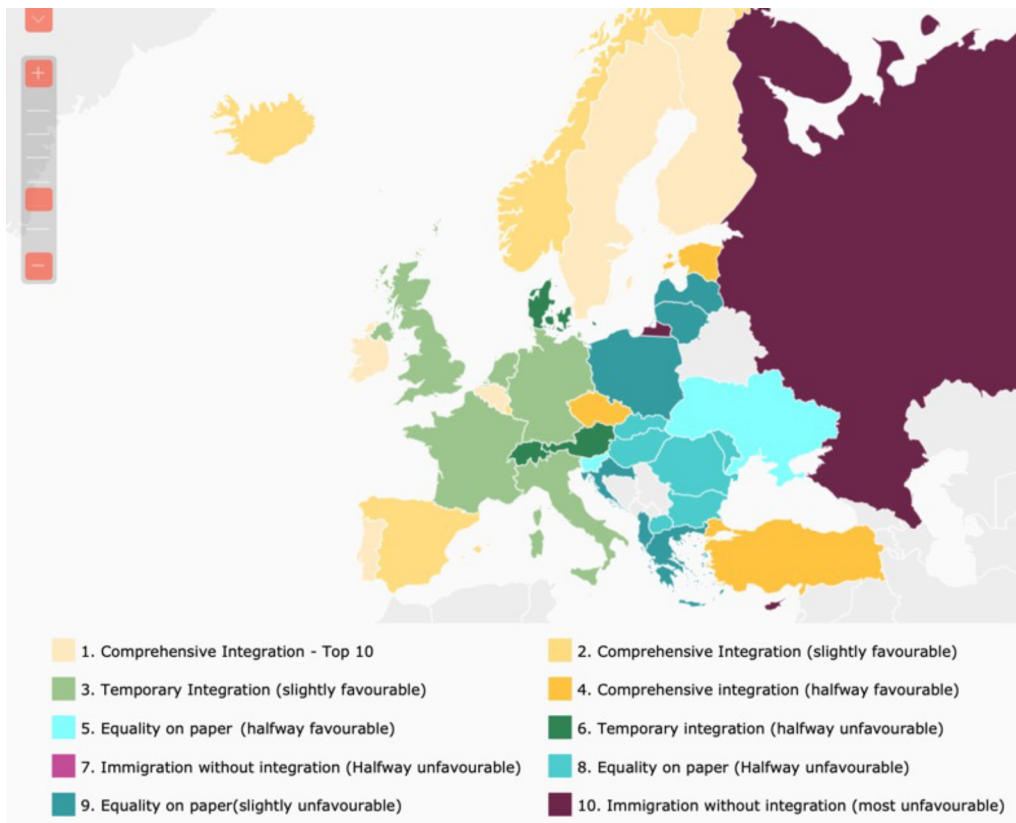 1. Comprehensive Integration - Top 10
2. Comprehensive Integration (slightly favourable)
3. Temporary Integration (slightly favourable)
4. Comprehensive integration (halfway favourable)
5. Equality on paper (halfway favourable)
6. Temporary integration (halfway unfavourable)
7. Immigration without integration (Halfway unfavourable)
8. Equality on paper (Halfway unfavourable)
9. Equality on paper(slightly unfavourable)
10. Immigration without integration (most unfavourable)